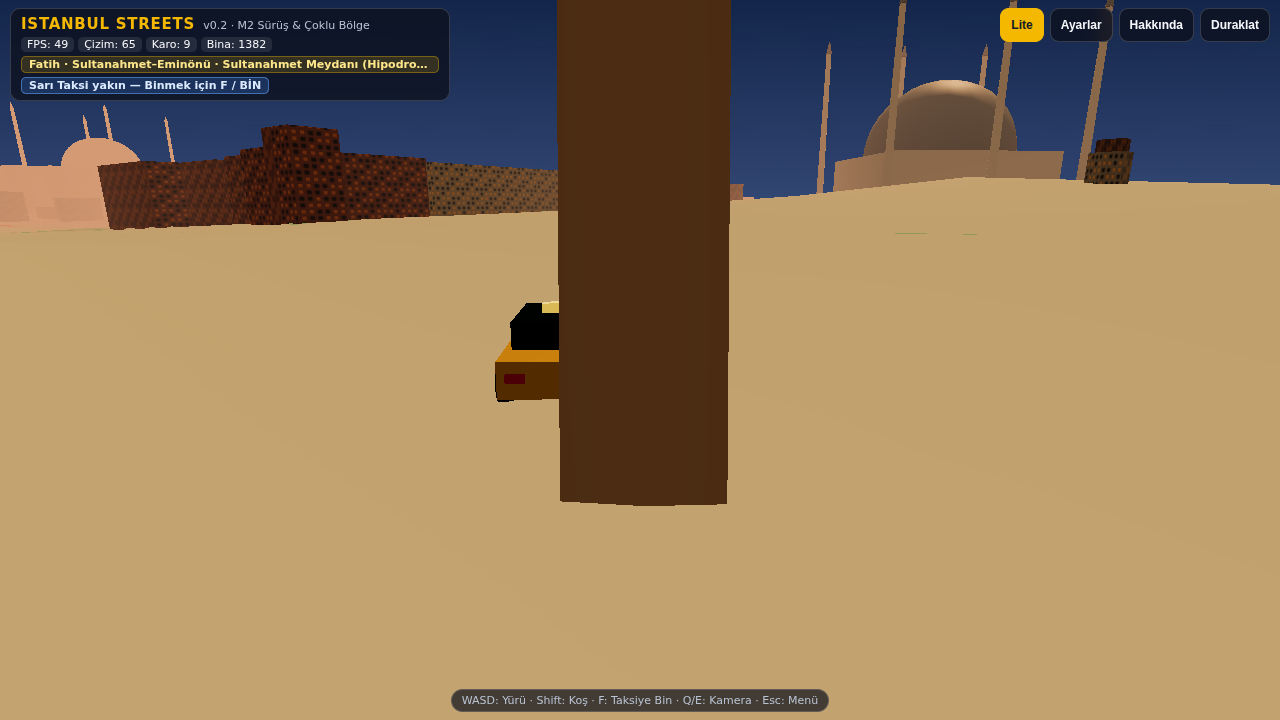 ISTANBUL STREETS v0.2 · M2 Sürüş & Çoklu Bölge
FPS: 49 Çizim: 65 Karo: 9 Bina: 1382
Fatih · Sultanahmet–Eminönü · Sultanahmet Meydanı (Hipodro...
Sarı Taksi yakın — Binmek için F / BİN
Lite Ayarlar Hakkında Duraklat
WASD: Yürü · Shift: Koş · F: Taksiye Bin · Q/E: Kamera · Esc: Menü